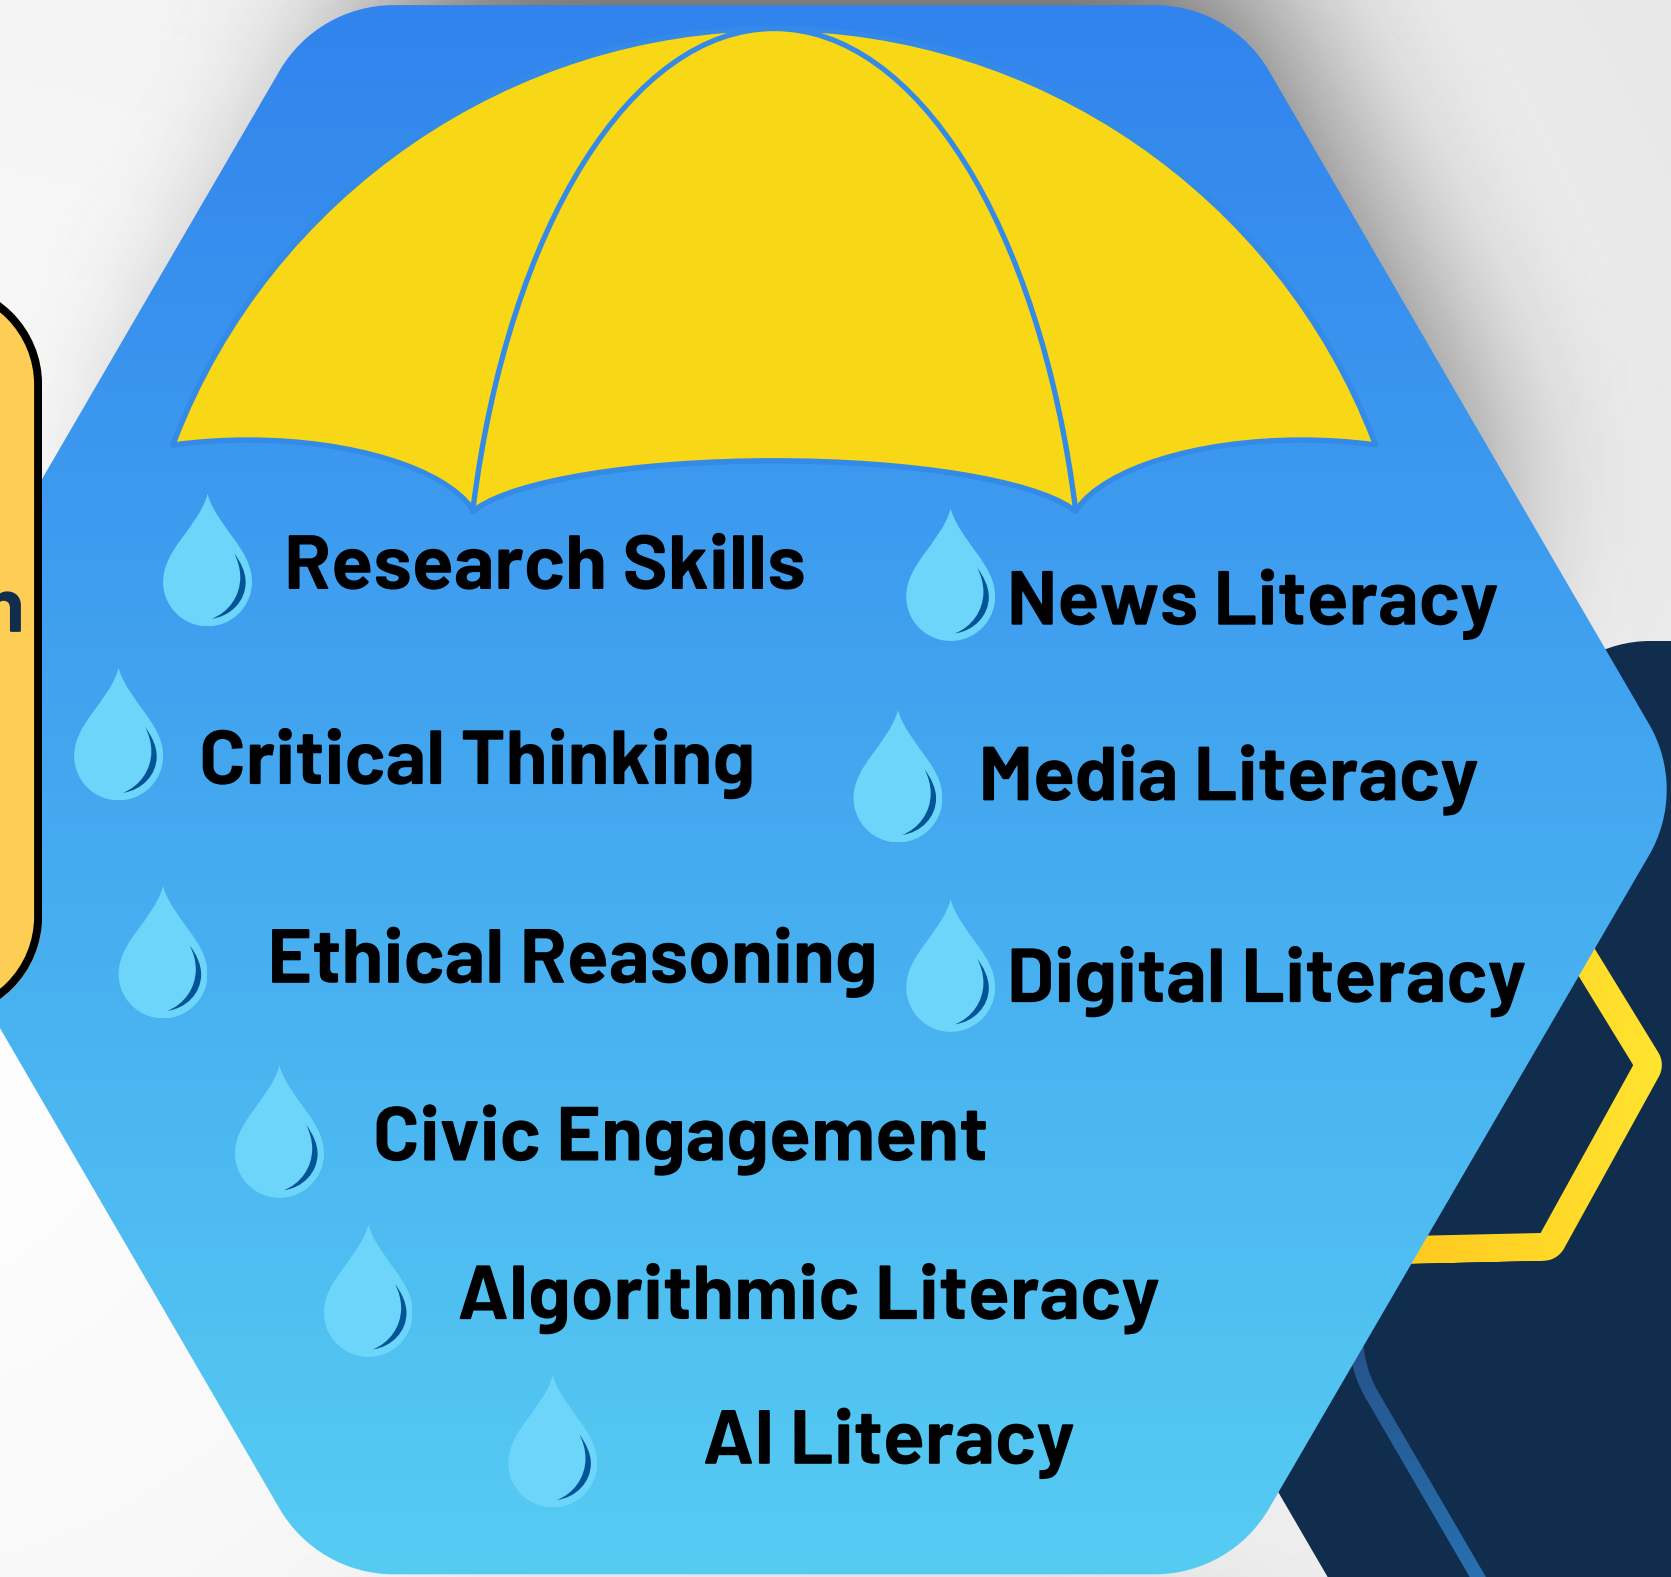 n
Research Skills
News Literacy
Critical Thinking
Media Literacy
Ethical Reasoning
Digital Literacy
Civic Engagement
Algorithmic Literacy
AI Literacy